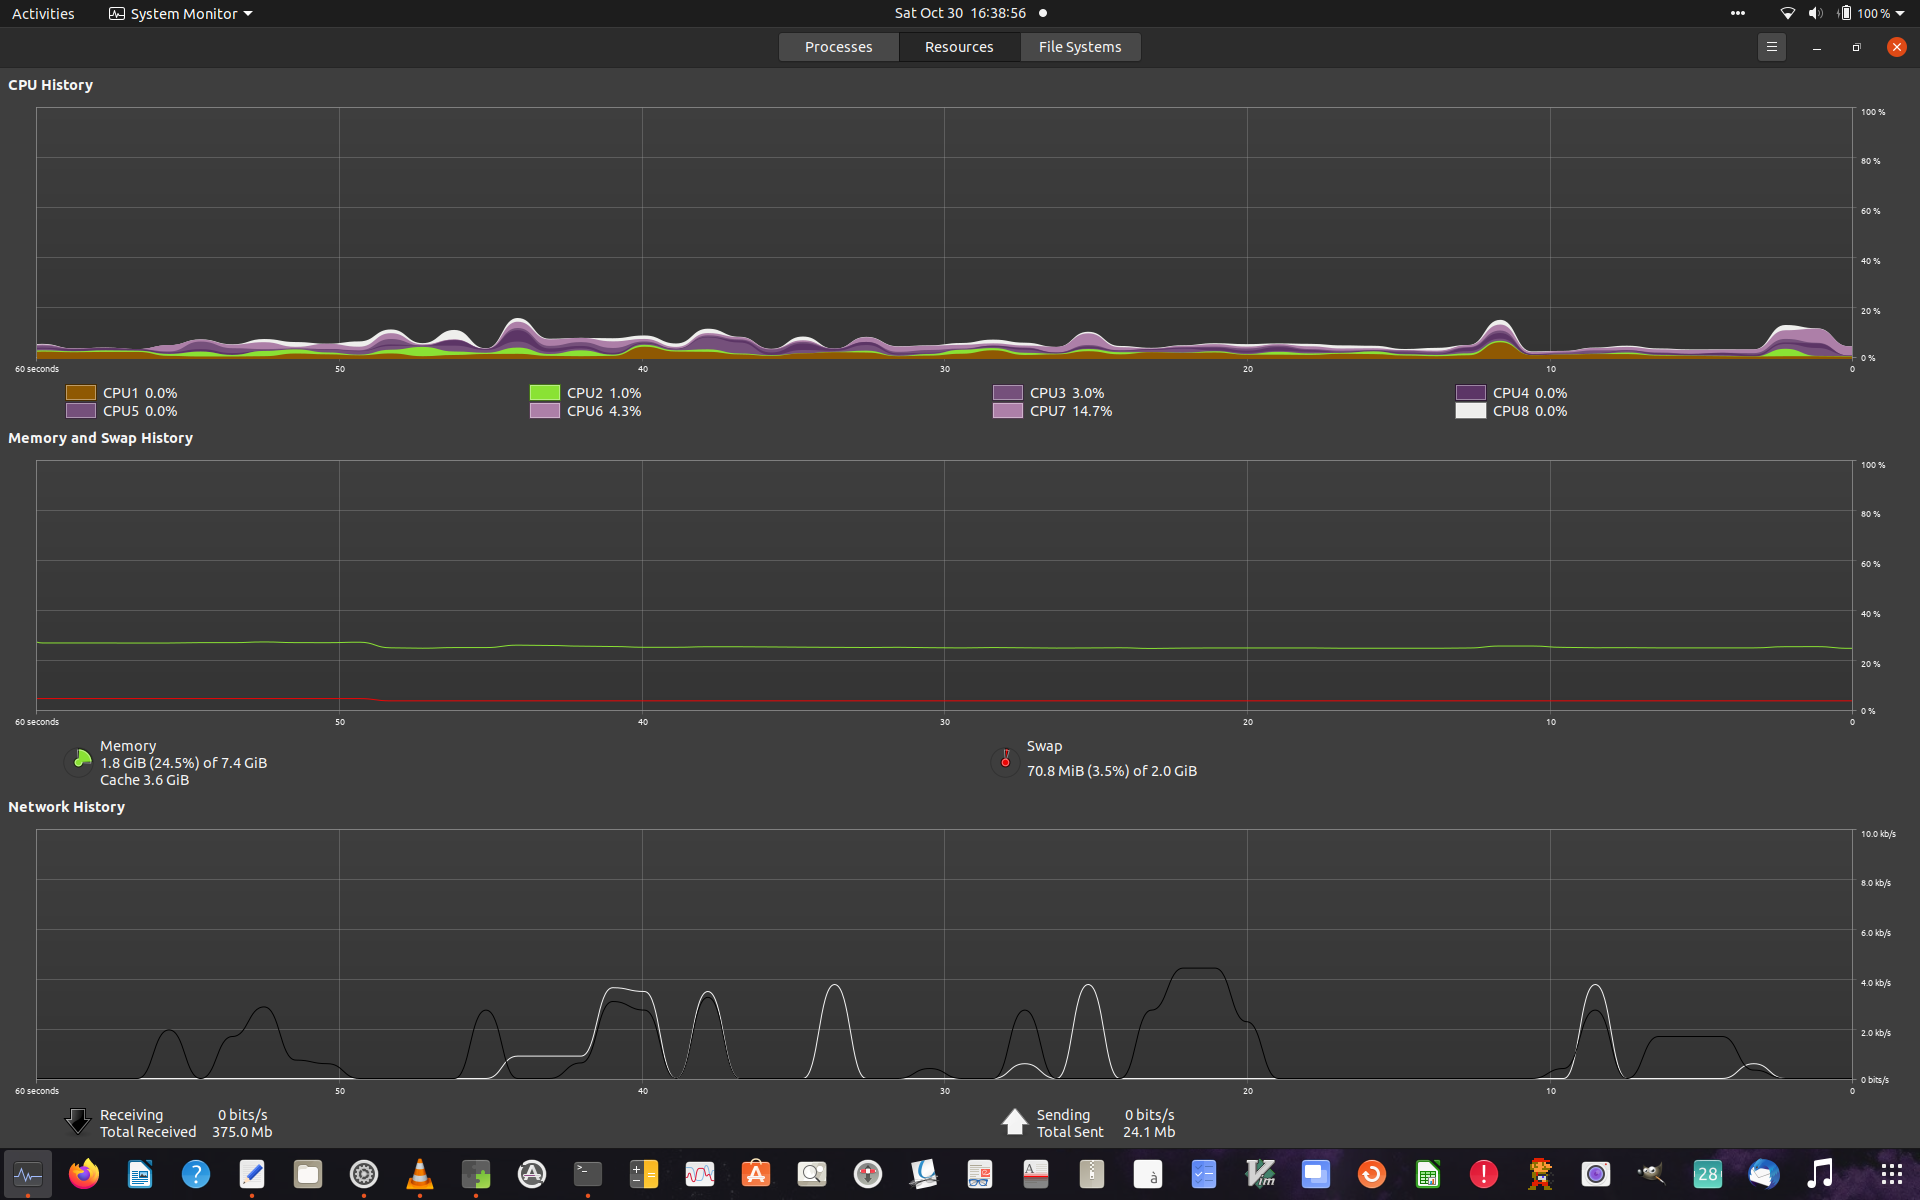 Activities System Monitor Sat Oct 30 16:38:56 100 %
Processes Resources File Systems
CPU History
100 %
80 %
60 %
40 %
20 %
0 %
60 seconds 50 40 30 20 10 0
CPU1 0.0% CPU2 1.0% CPU3 3.0% CPU4 0.0%
CPU5 0.0% CPU6 4.3% CPU7 14.7% CPU8 0.0%
Memory and Swap History
100 %
80 %
60 %
40 %
20 %
0 %
60 seconds 50 40 30 20 10 0
Memory
1.8 GiB (24.5%) of 7.4 GiB
Cache 3.6 GiB
Swap
70.8 MiB (3.5%) of 2.0 GiB
Network History
10.0 kb/s
8.0 kb/s
6.0 kb/s
4.0 kb/s
2.0 kb/s
0 bits/s
60 seconds 50 40 30 20 10 0
Receiving 0 bits/s
Total Received 375.0 Mb
Sending 0 bits/s
Total Sent 24.1 Mb
? >_ A à Vim ! 28